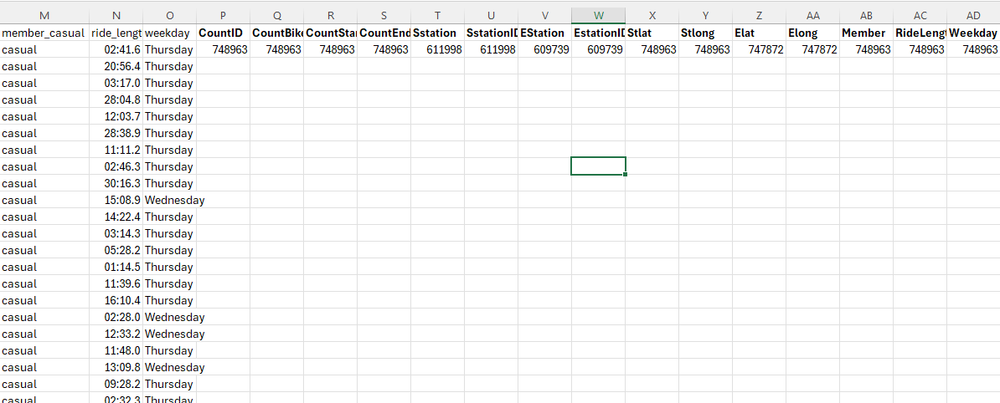 M N O P Q R S T U V W X Y Z AA AB AC AD
member_casual ride_lengt weekday CountID CountBik CountSta CountEnd Sstation SstationI EStation EstationI Stlat Stlong Elat Elong Member RideLeng Weekday
casual 02:41.6 Thursday 748963 748963 748963 748963 611998 611998 609739 609739 748963 748963 747872 747872 748963 748963 748963
casual 20:56.4 Thursday
casual 03:17.0 Thursday
casual 28:04.8 Thursday
casual 12:03.7 Thursday
casual 28:38.9 Thursday
casual 11:11.2 Thursday
casual 02:46.3 Thursday
casual 30:16.3 Thursday
casual 15:08.9 Wednesday
casual 14:22.4 Thursday
casual 03:14.3 Thursday
casual 05:28.2 Thursday
casual 01:14.5 Thursday
casual 11:39.6 Thursday
casual 16:10.4 Thursday
casual 02:28.0 Wednesday
casual 12:33.2 Wednesday
casual 11:48.0 Thursday
casual 13:09.8 Wednesday
casual 09:28.2 Thursday
casual 02:32.3 Thursday